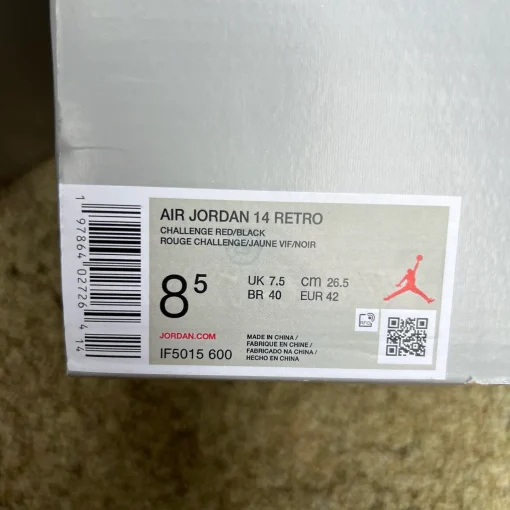 AIR JORDAN 14 RETRO
CHALLENGE RED/BLACK
ROUGE CHALLENGE/JAUNE VIF/NOIR
8 5
UK 7.5 cm 26.5
BR 40 EUR 42
JORDAN.COM
IF5015 600
MADE IN CHINA /
FABRIQUE EN CHINE /
FABRICADO NA CHINA /
HECHO EN CHINA
1 97864 02726 4 14